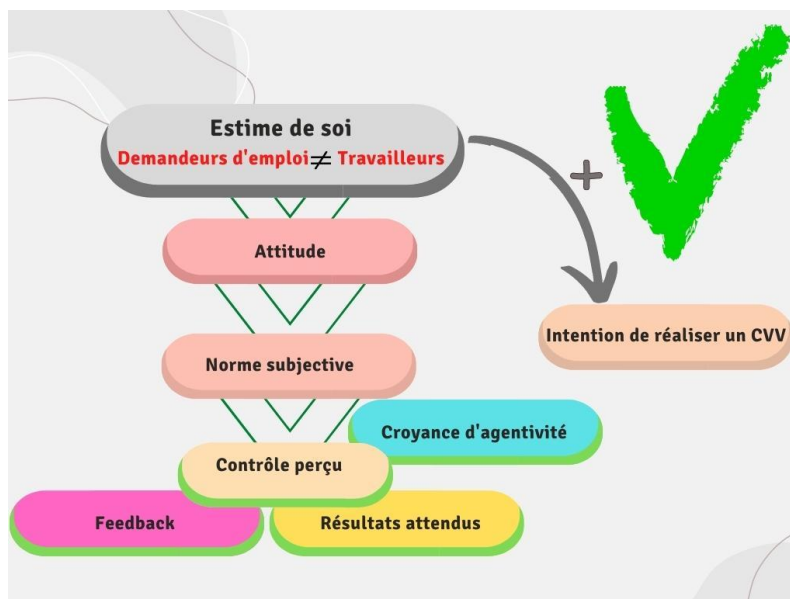 Estime de soi
Demandeurs d'emploi ≠ Travailleurs
+
Attitude
Intention de réaliser un CVV
Norme subjective
Croyance d'agentivité
Contrôle perçu
Feedback
Résultats attendus